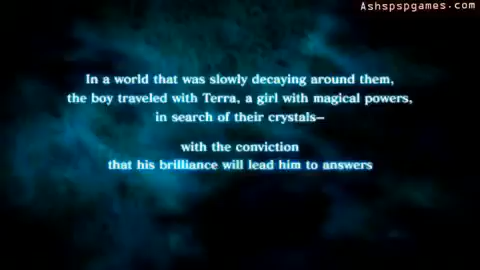 Ashspspgames.com
In a world that was slowly decaying around them,
the boy traveled with Terra, a girl with magical powers,
in search of their crystals—
with the conviction
that his brilliance will lead him to answers